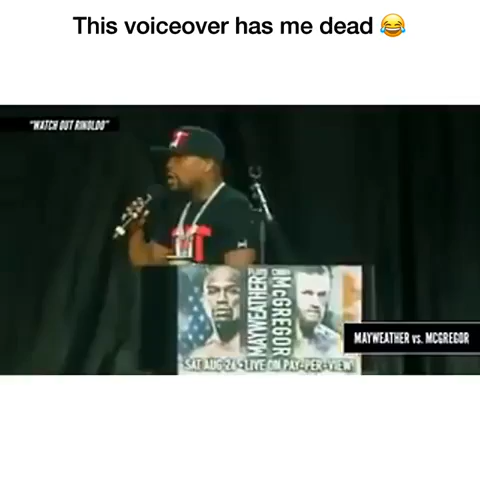 This voiceover has me dead 😂
"WATCH OUT RINOLDO"
MAYWEATHER
McGREGOR
SAT AUG 26 • LIVE ON PAY-PER-VIEW!
MAYWEATHER vs. MCGREGOR